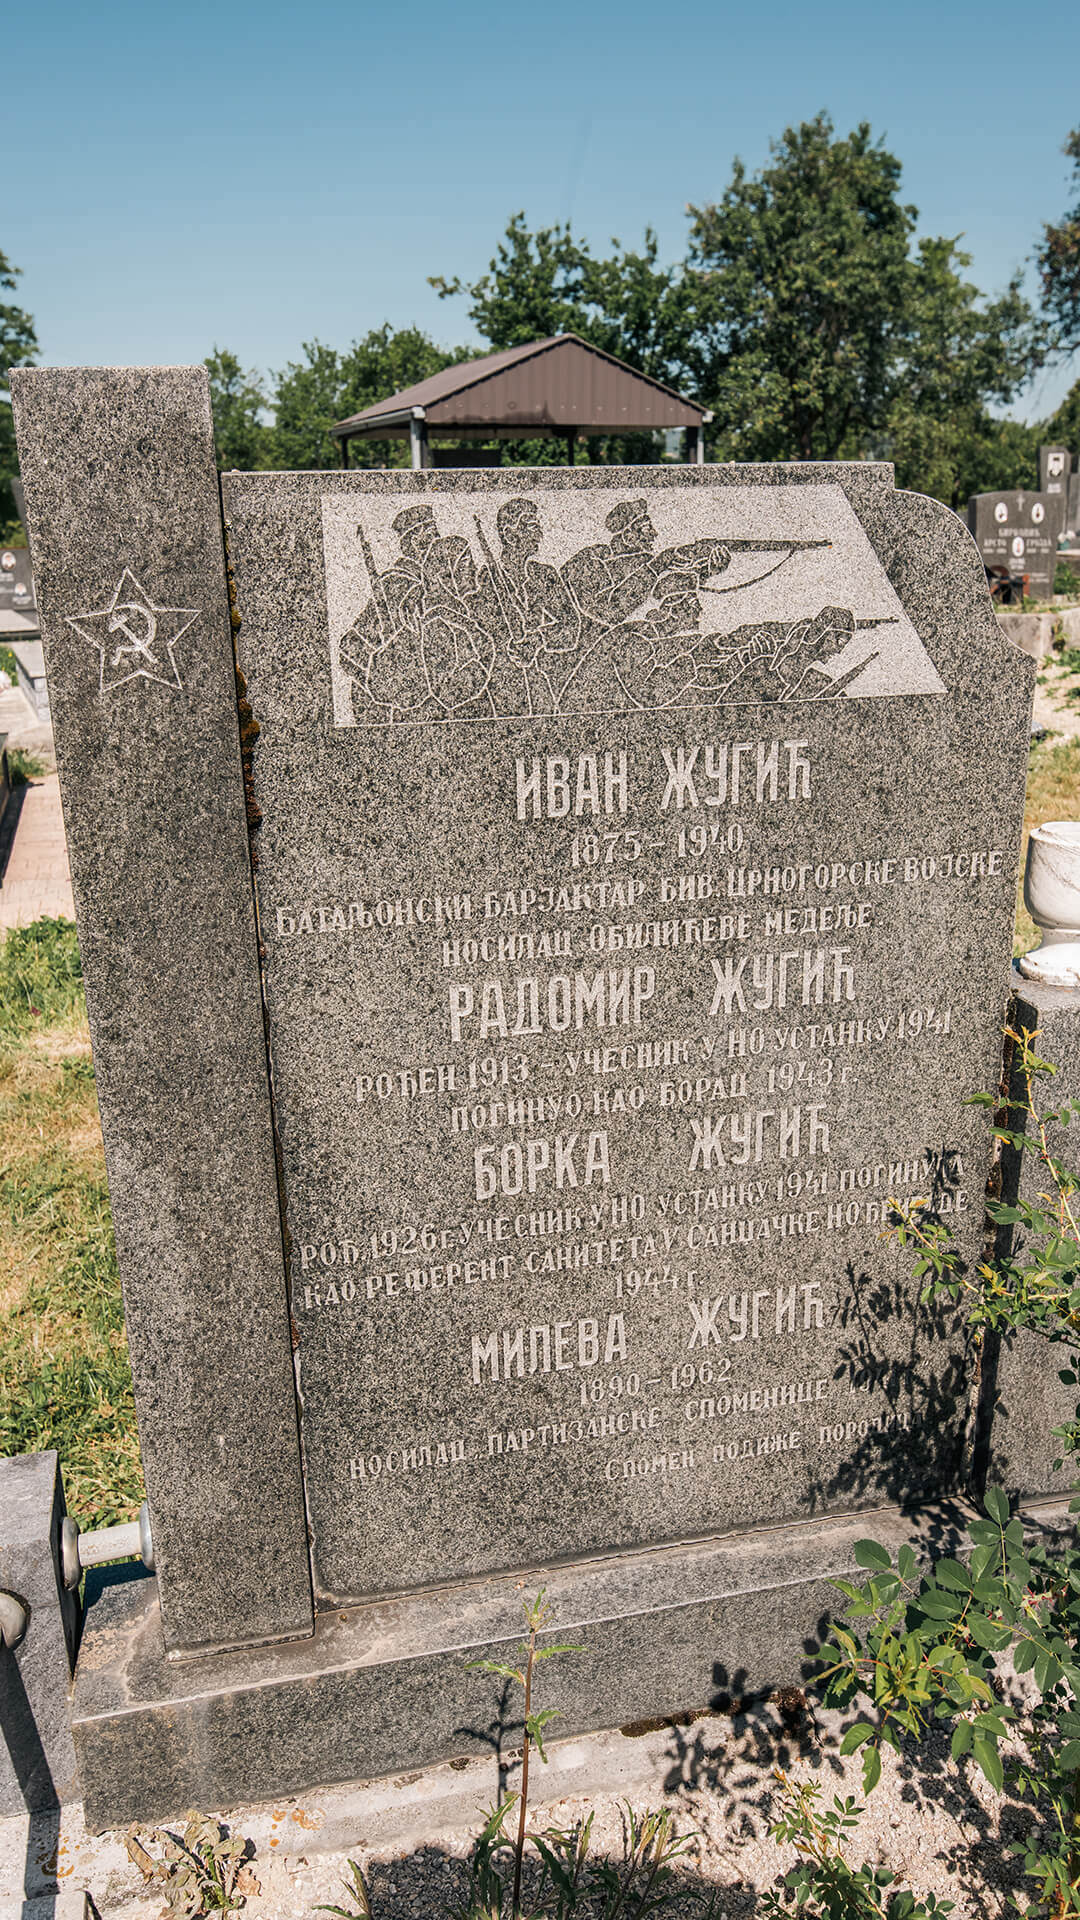 ИВАН ЖУГИЋ
1875 - 1940
БАТАЉОНСКИ БАРЈАКТАР БИВ. ЦРНОГОРСКЕ ВОЈСКЕ
НОСИЛАЦ ОБИЛИЋЕВЕ МЕДЕЉЕ
РАДОМИР ЖУГИЋ
РОЂЕН 1913 - УЧЕСНИК У НО УСТАНКУ 1941
ПОГИНУО КАО БОРАЦ 1943 г.
БОРКА ЖУГИЋ
РОЂ. 1926 г. УЧЕСНИК У НО УСТАНКУ 1941 ПОГИНУЛА
КАО РЕФЕРЕНТ САНИТЕТА У САНЏАЧКЕ НО
1944 г.
МИЛЕВА ЖУГИЋ
1890 - 1962
НОСИЛАЦ „ПАРТИЗАНСКЕ СПОМЕНИЦЕ
СПОМЕН ПОДИЖЕ ПОРОДИЦА